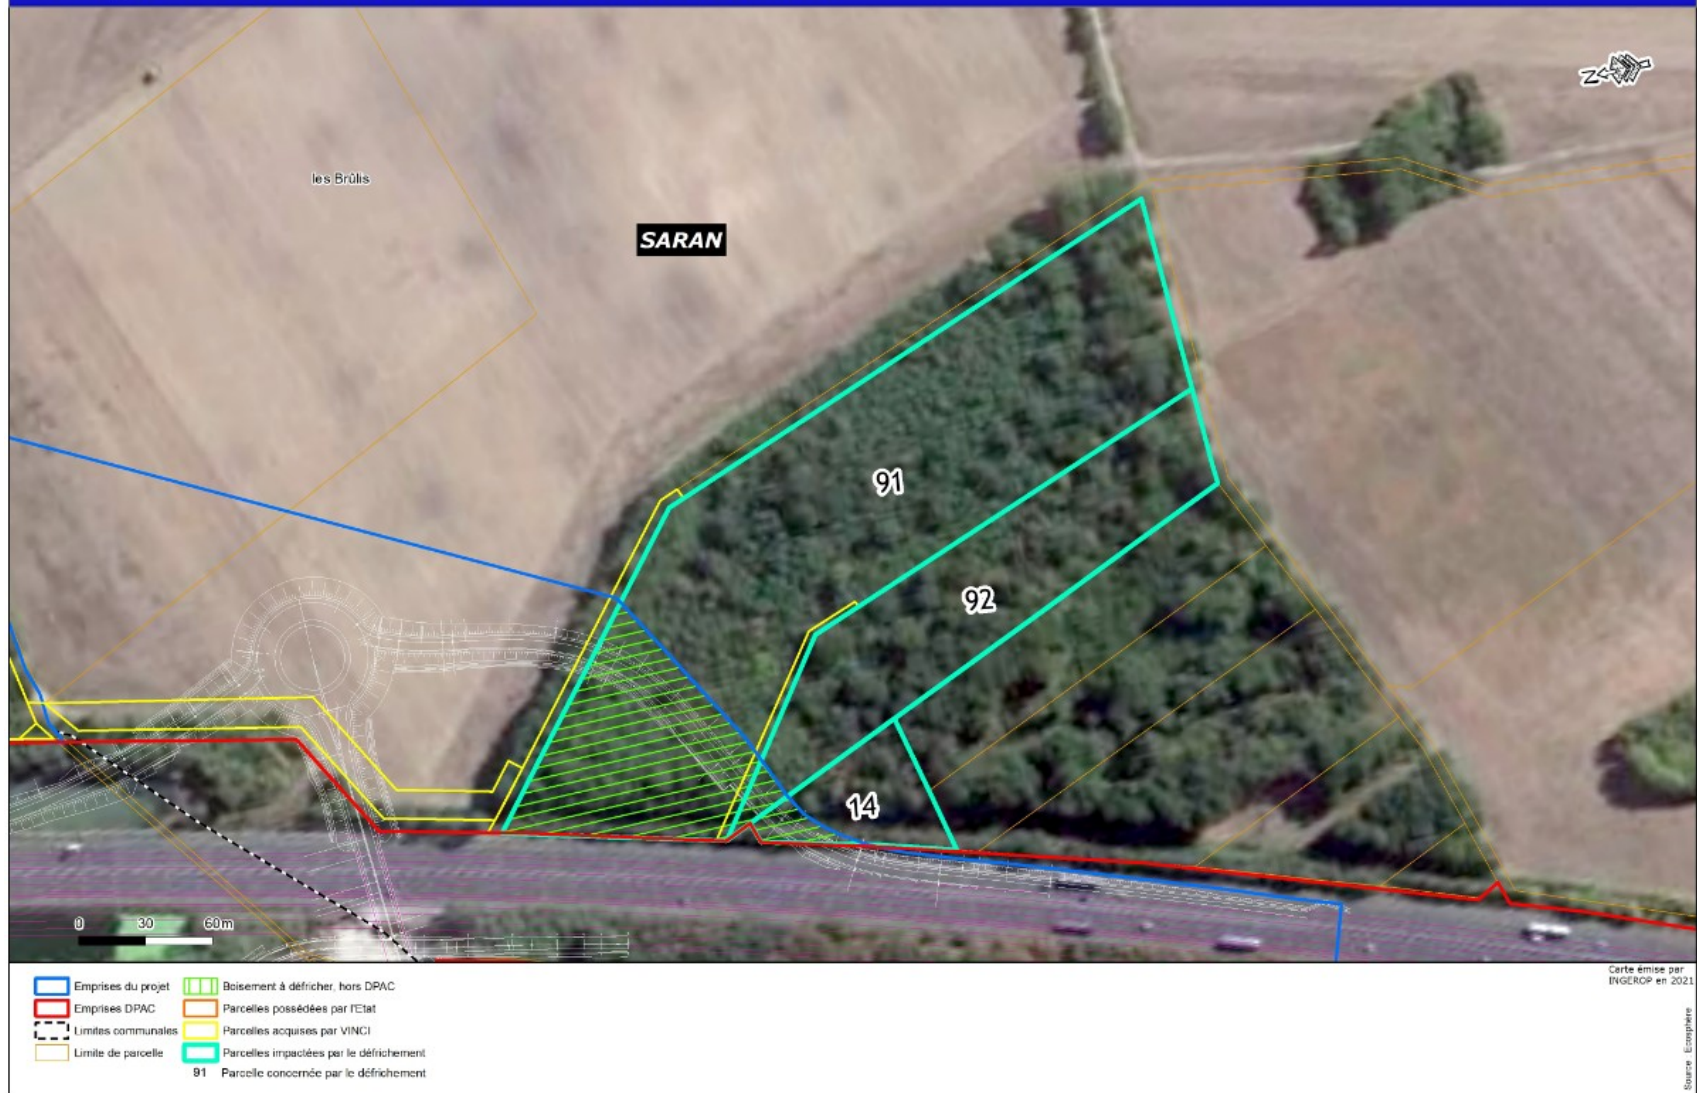 N
les Brûlis
SARAN
91
92
14
0 30 60m
Carte émise par
INGEROP en 2021
Emprises du projet
Emprises DPAC
Limites communales
Limite de parcelle
Boisement à défricher, hors DPAC
Parcelles possédées par l'Etat
Parcelles acquises par VINCI
Parcelles impactées par le défrichement
91 Parcelle concernée par le défrichement
Source : Ecosphère